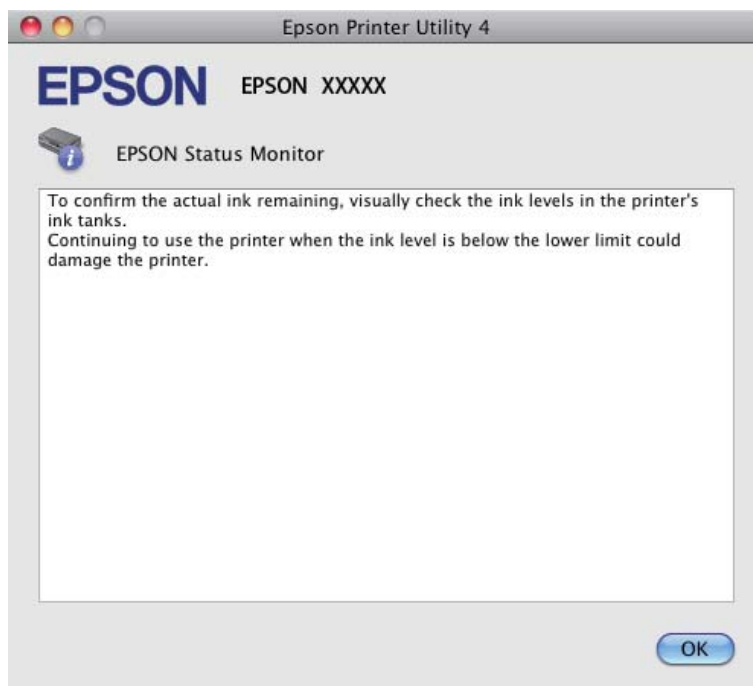 Epson Printer Utility 4
EPSON EPSON XXXXX
EPSON Status Monitor
To confirm the actual ink remaining, visually check the ink levels in the printer's
ink tanks.
Continuing to use the printer when the ink level is below the lower limit could
damage the printer.
OK